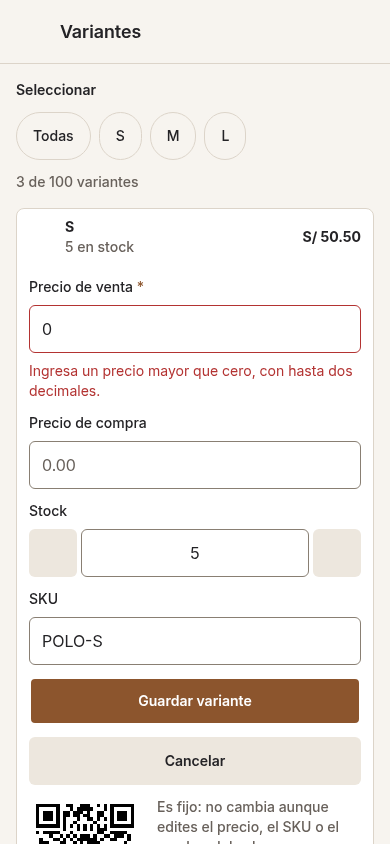 Variantes
Seleccionar
Todas S M L
3 de 100 variantes
S
5 en stock
S/ 50.50
Precio de venta *
0
Ingresa un precio mayor que cero, con hasta dos
decimales.
Precio de compra
0.00
Stock
5
SKU
POLO-S
Guardar variante
Cancelar
Es fijo: no cambia aunque
edites el precio, el SKU o el